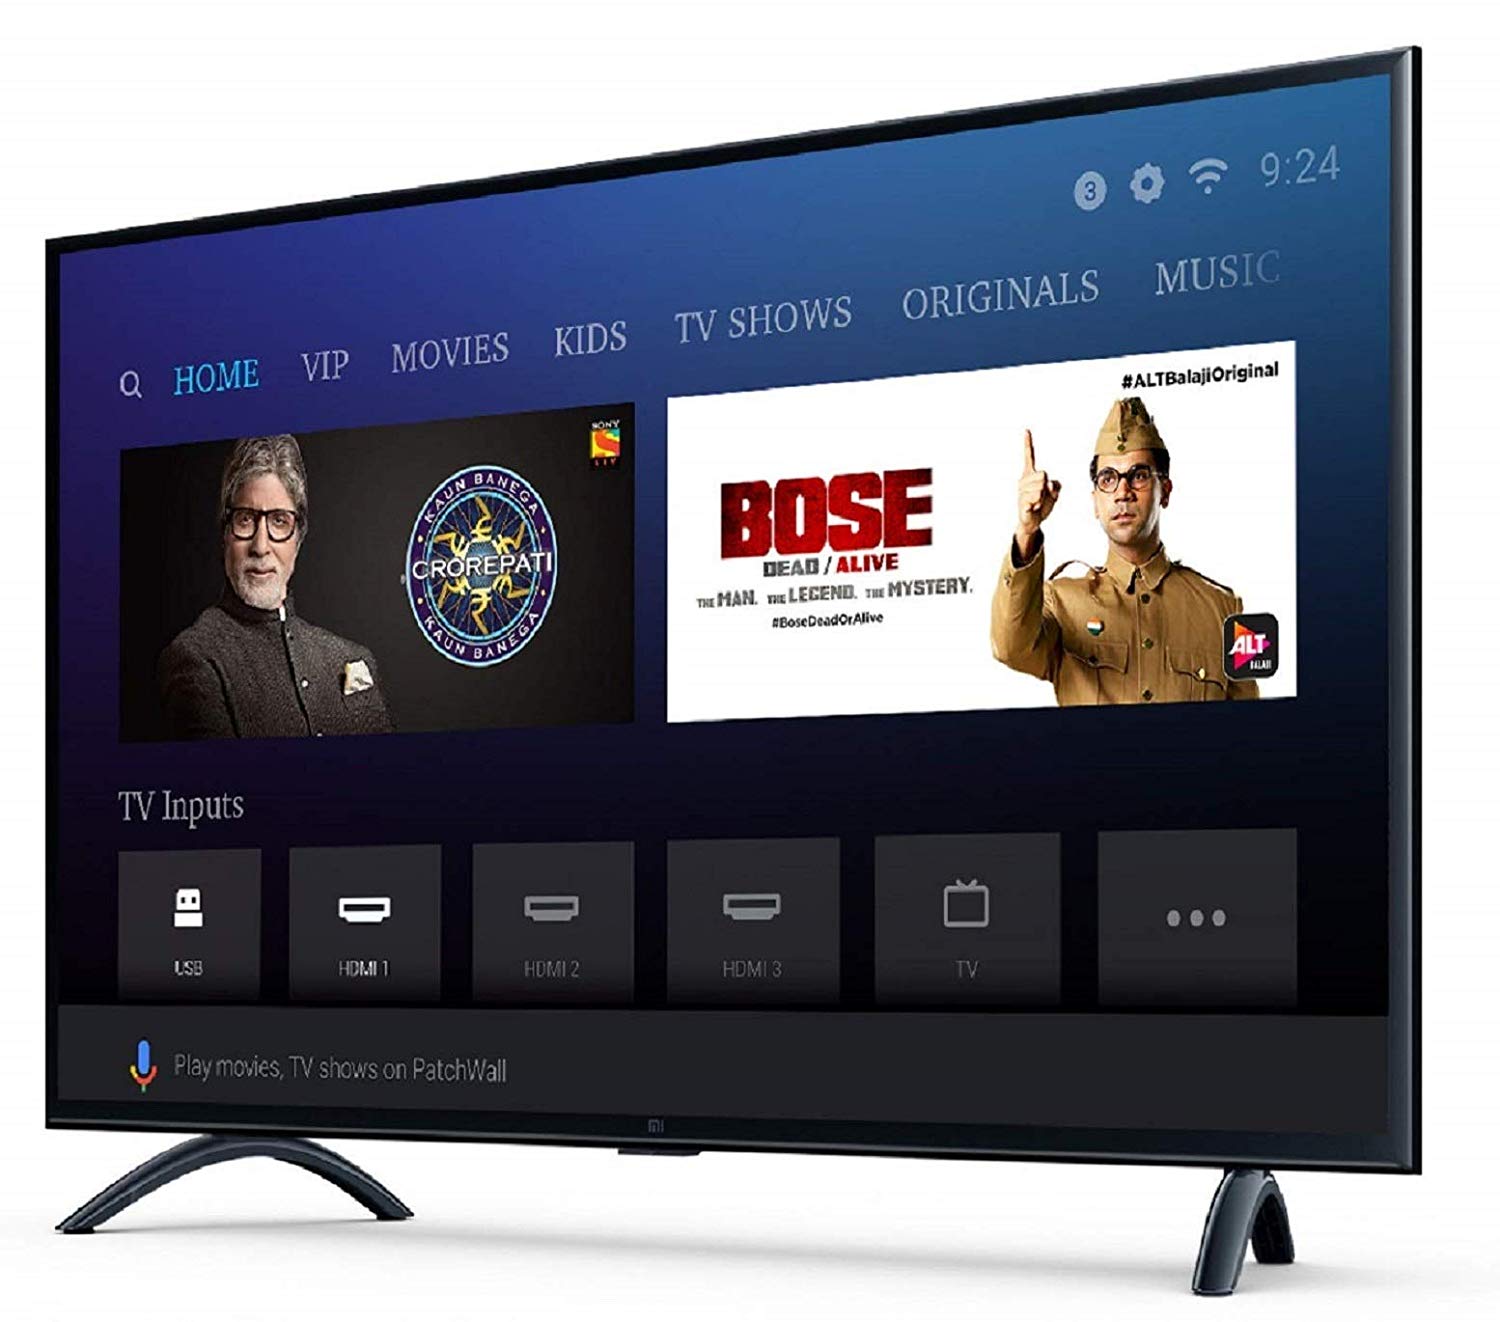 3 9:24
HOME VIP MOVIES KIDS TV SHOWS ORIGINALS MUSIC
SONY
LIV
KAUN BANEGA
CROREPATI
KAUN BANEGA
#ALTBalajiOriginal
BOSE
DEAD / ALIVE
THE MAN. THE LEGEND. THE MYSTERY.
#BoseDeadOrAlive
ALT
BALAJI
TV Inputs
USB HDMI 1 HDMI 2 HDMI 3 TV
Play movies, TV shows on PatchWall
MI